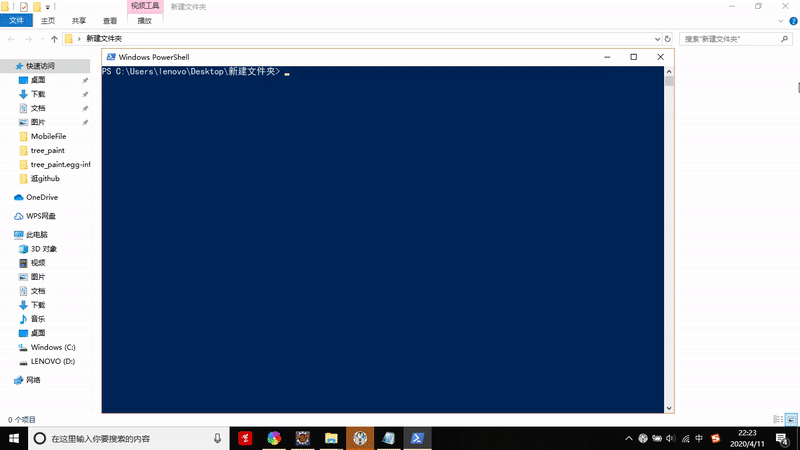 视频工具
新建文件夹
文件
主页
共享
查看
播放
新建文件夹
搜索"新建文件夹"
Windows PowerShell
PS C:\Users\lenovo\Desktop\新建文件夹>
快速访问
桌面
下载
文档
图片
MobileFile
tree_paint
tree_paint.egg-inf
逛github
OneDrive
WPS网盘
此电脑
3D 对象
视频
图片
文档
下载
音乐
桌面
Windows (C:)
LENOVO (D:)
网络
0 个项目
在这里输入你要搜索的内容
中
22:23
2020/4/11
4